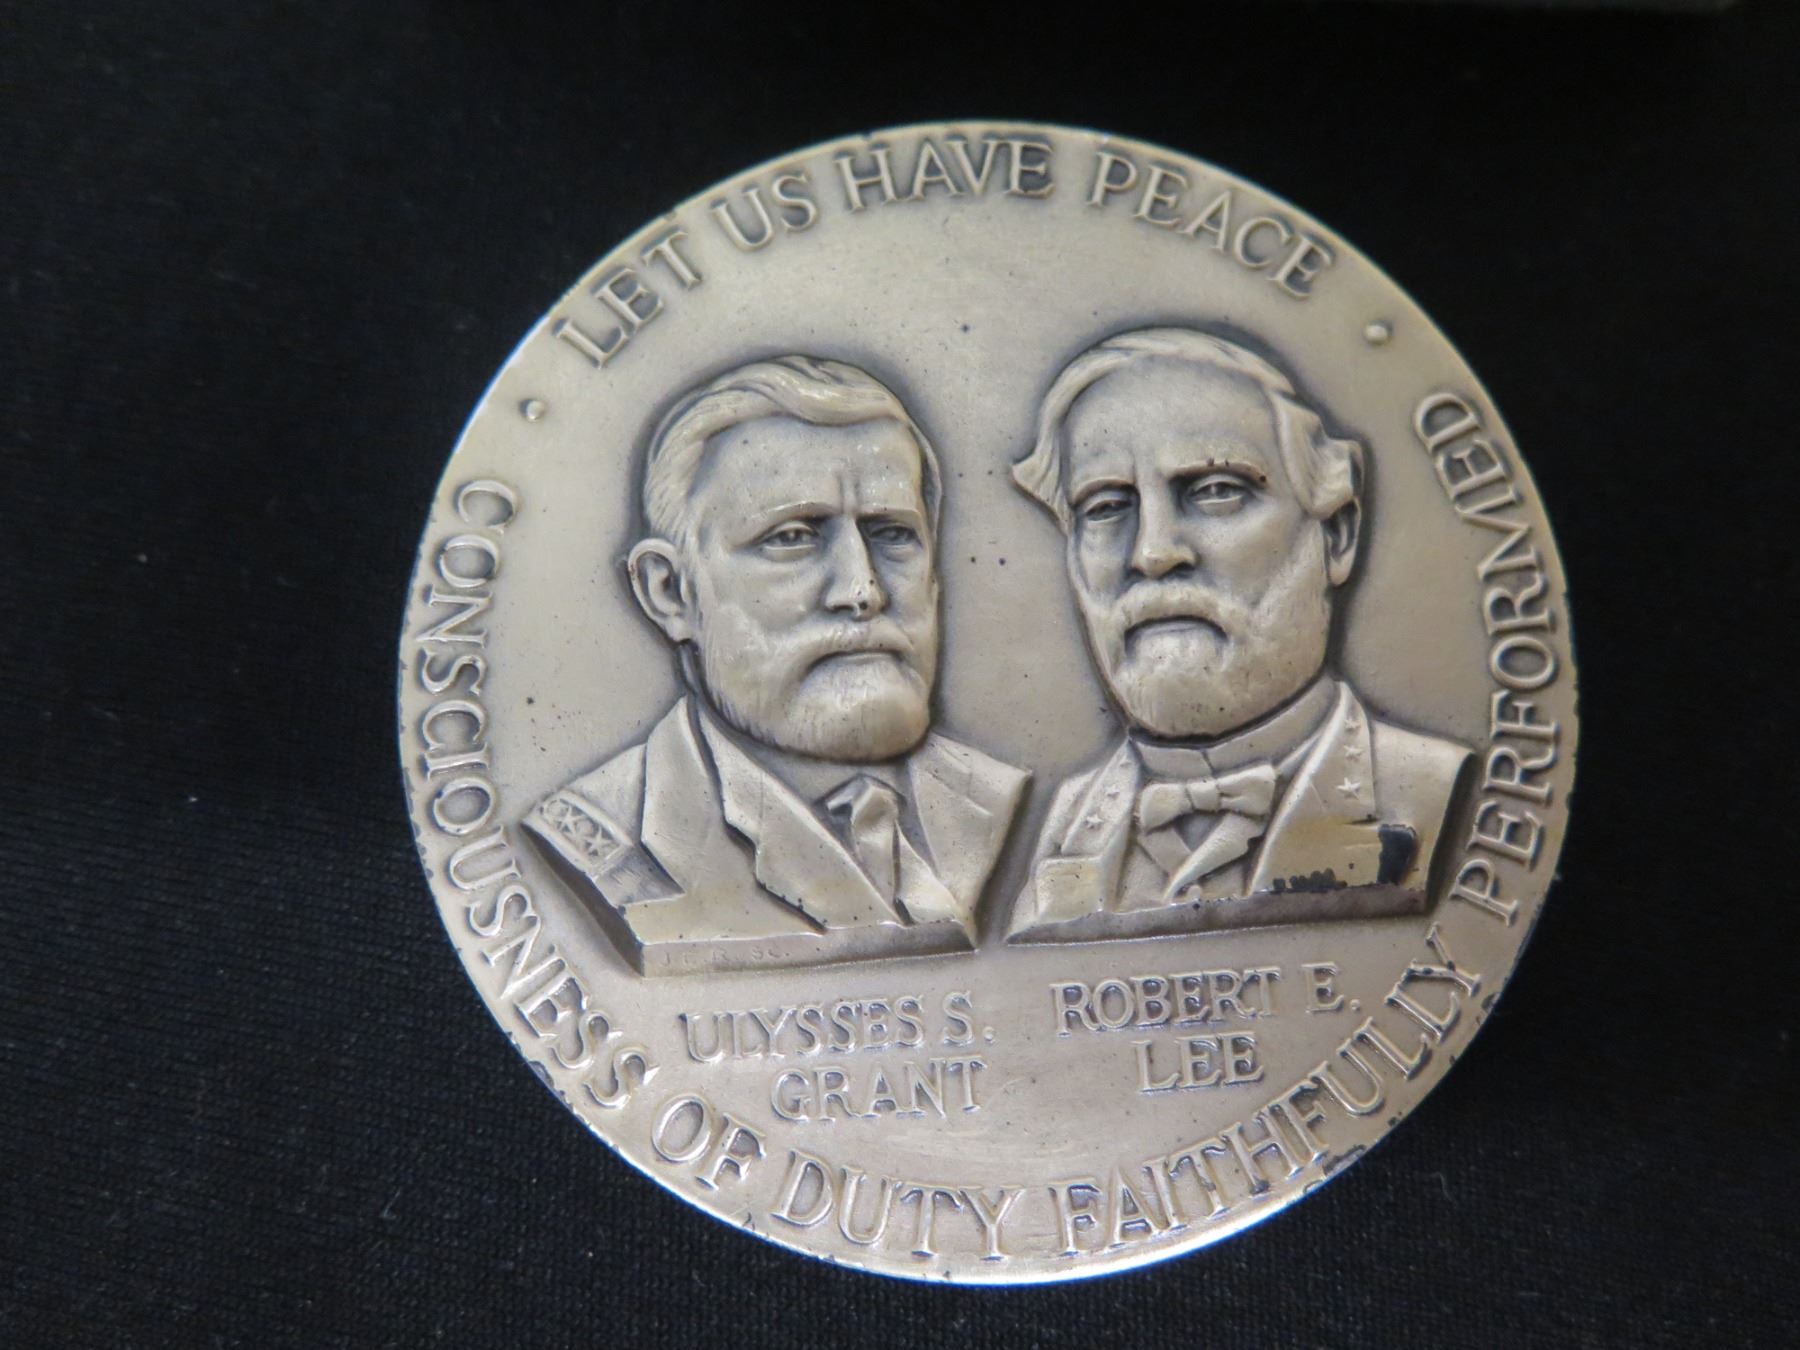 · LET US HAVE PEACE ·
ULYSSES S.
GRANT
ROBERT E.
LEE
CONSCIOUSNESS OF DUTY FAITHFULLY PERFORMED